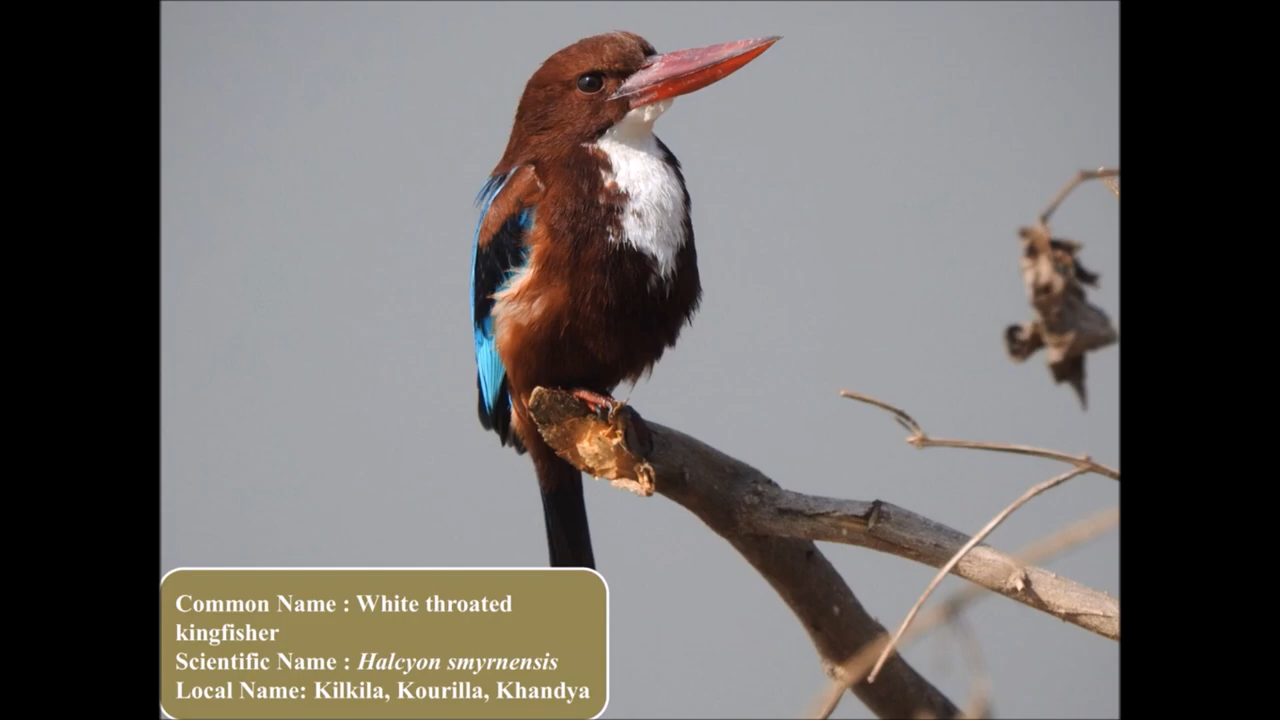 Common Name : White throated
kingfisher
Scientific Name : Halcyon smyrnensis
Local Name: Kilkila, Kourilla, Khandya